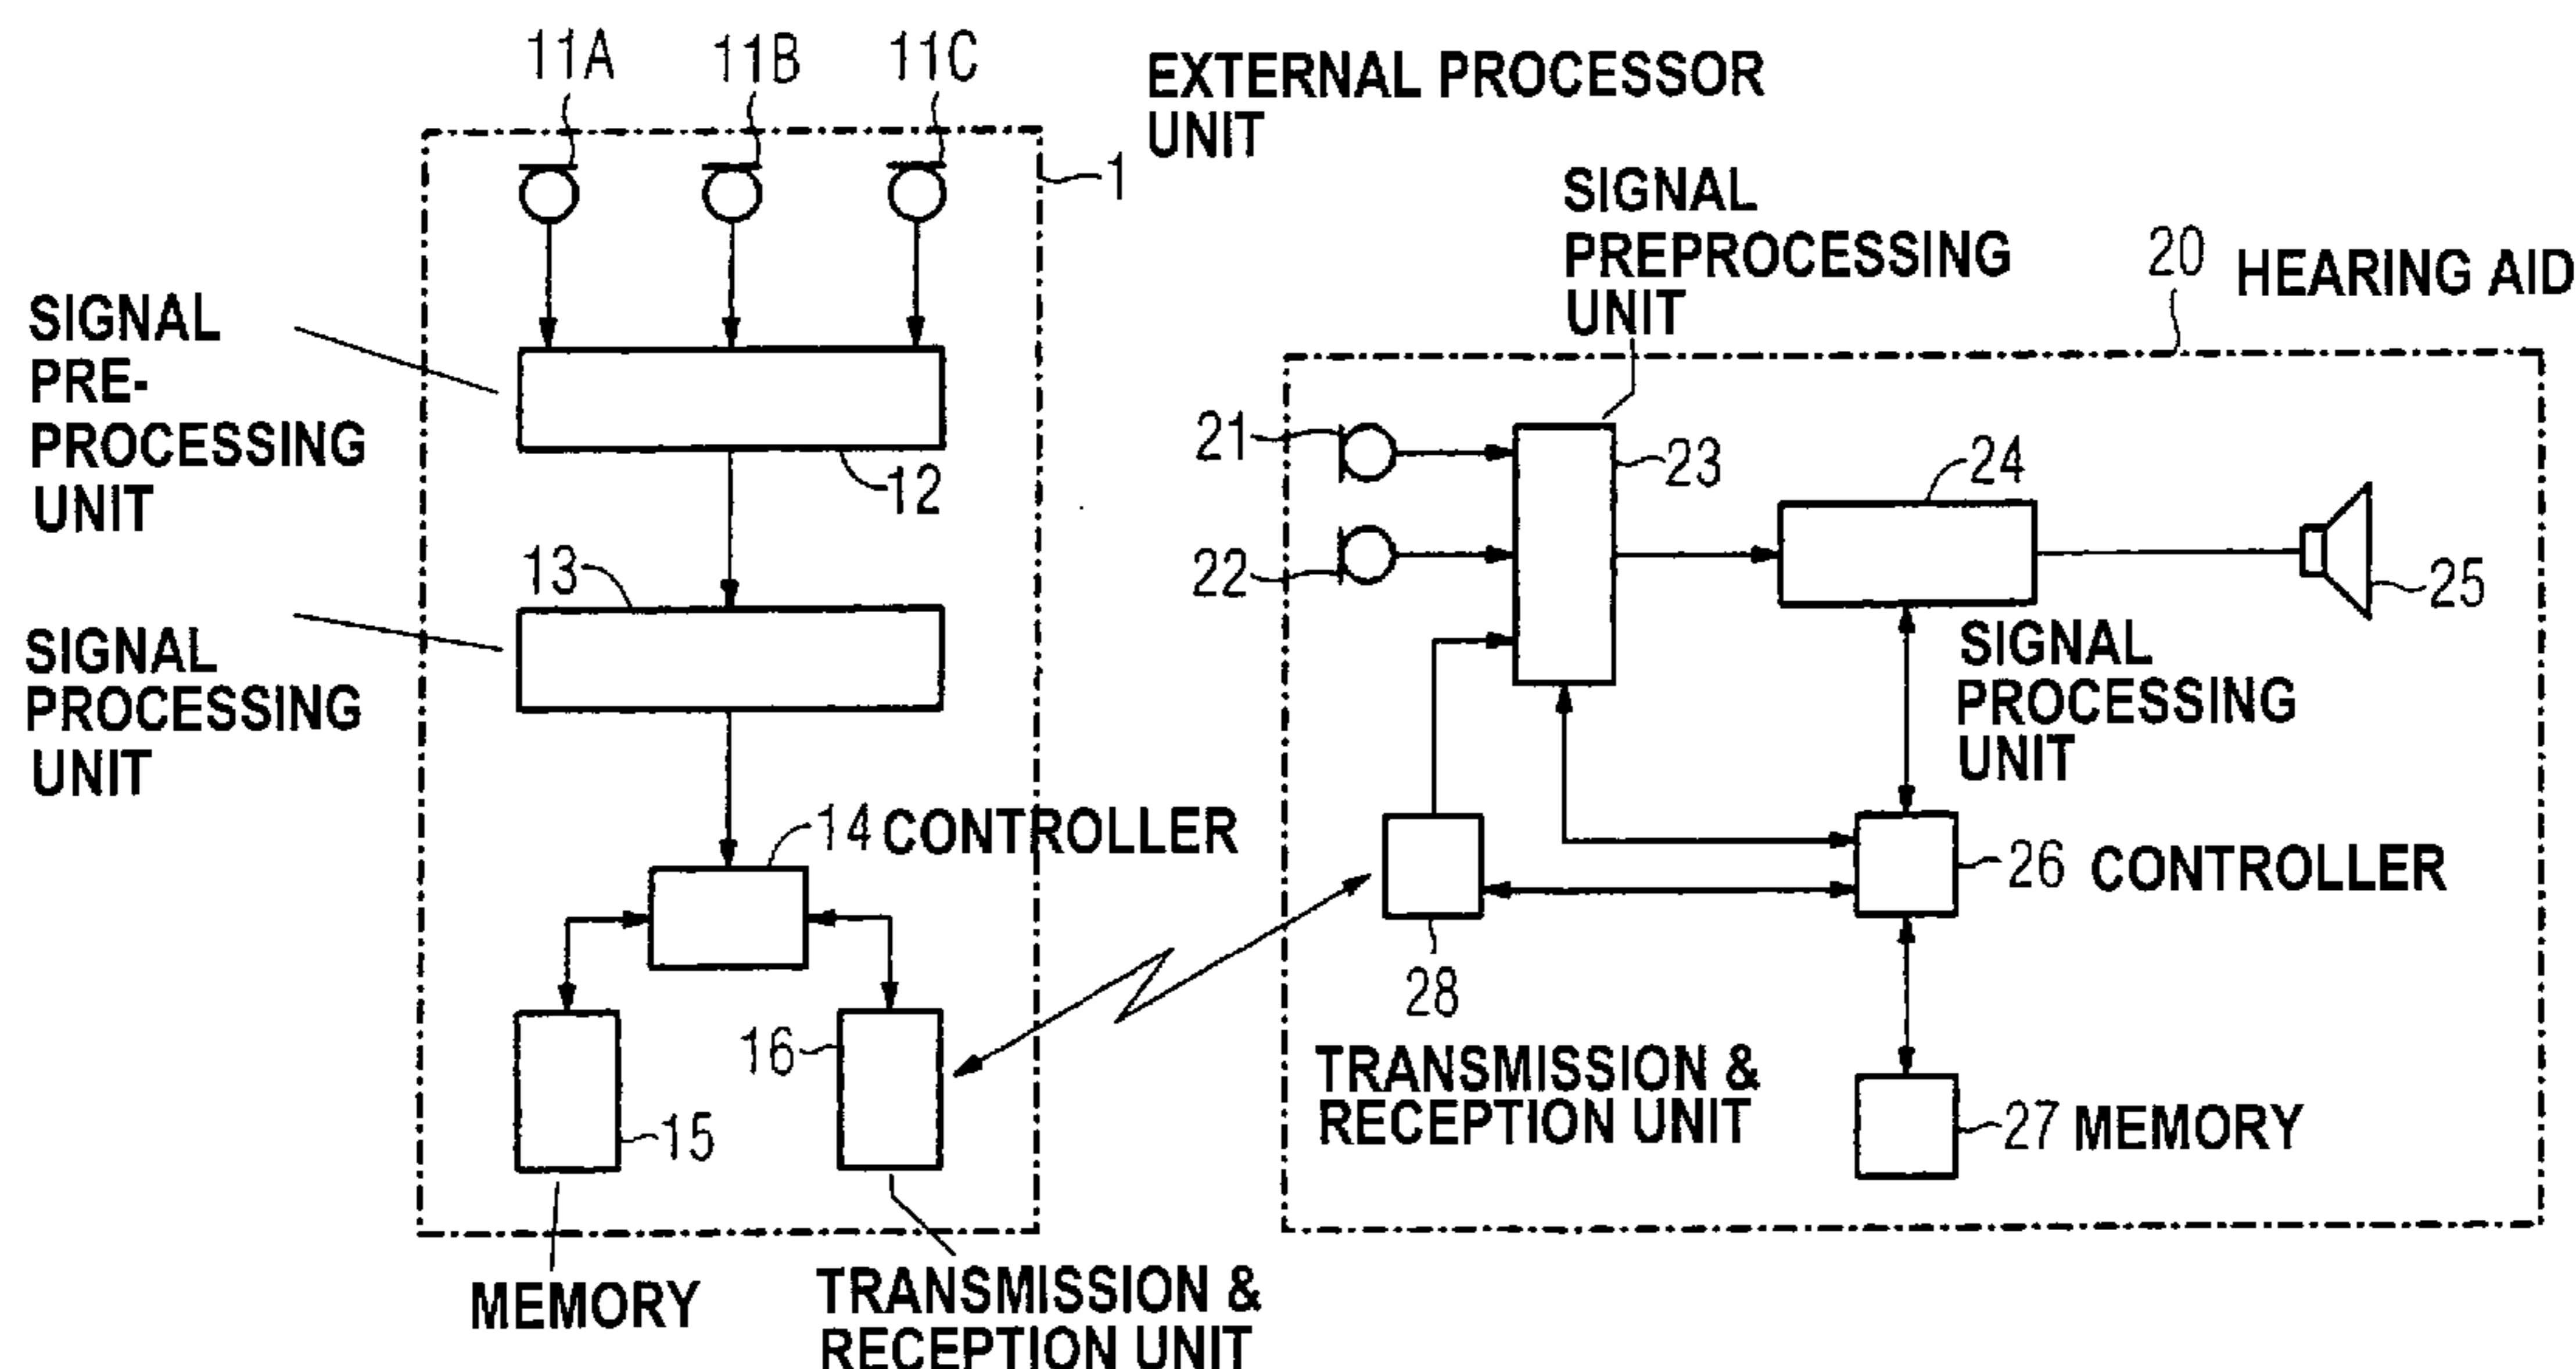 11A
11B
11C
EXTERNAL PROCESSOR
UNIT
1
SIGNAL
PRE-
PROCESSING
UNIT
12
13
SIGNAL
PROCESSING
UNIT
14 CONTROLLER
15
16
MEMORY
TRANSMISSION &
RECEPTION UNIT
SIGNAL
PREPROCESSING
UNIT
20 HEARING AID
21
22
23
24
25
SIGNAL
PROCESSING
UNIT
26 CONTROLLER
28
TRANSMISSION &
RECEPTION UNIT
27 MEMORY